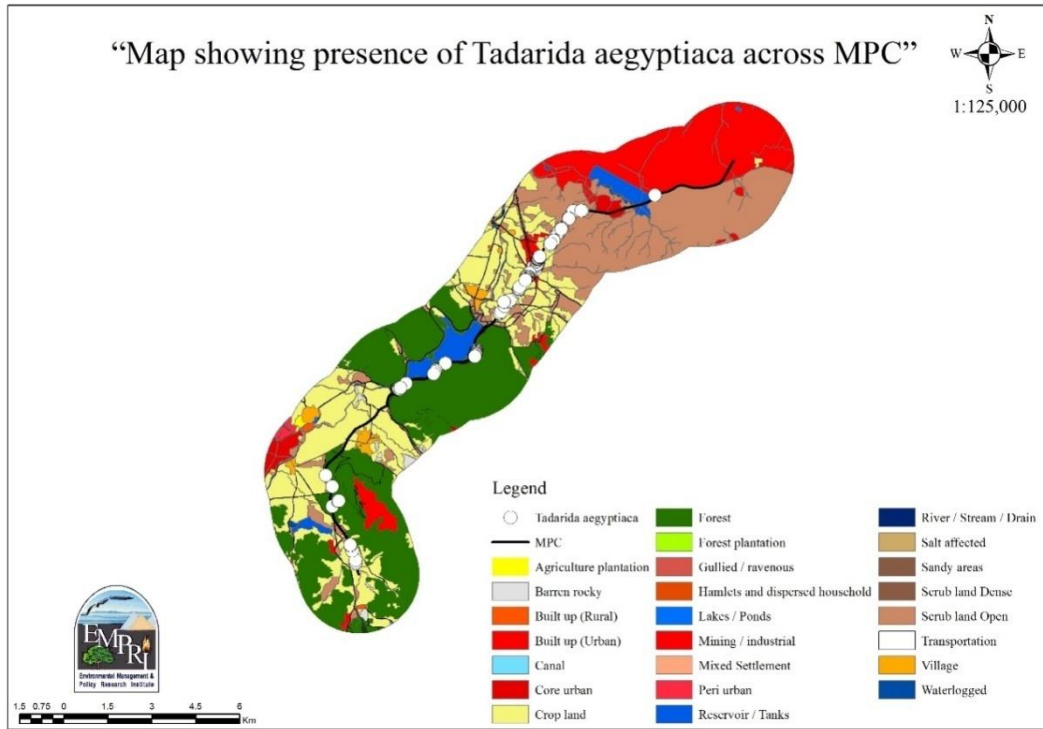 “Map showing presence of Tadarida aegyptiaca across MPC”
N
W E
S
1:125,000
Legend
Tadarida aegyptiaca
MPC
Agriculture plantation
Barren rocky
Built up (Rural)
Built up (Urban)
Canal
Core urban
Crop land
Forest
Forest plantation
Gullied / ravenous
Hamlets and dispersed household
Lakes / Ponds
Mining / industrial
Mixed Settlement
Peri urban
Reservoir / Tanks
River / Stream / Drain
Salt affected
Sandy areas
Scrub land Dense
Scrub land Open
Transportation
Village
Waterlogged
EMPRI
Environmental Management &
Policy Research Institute
1.5 0.75 0 1.5 3 4.5 6
Km